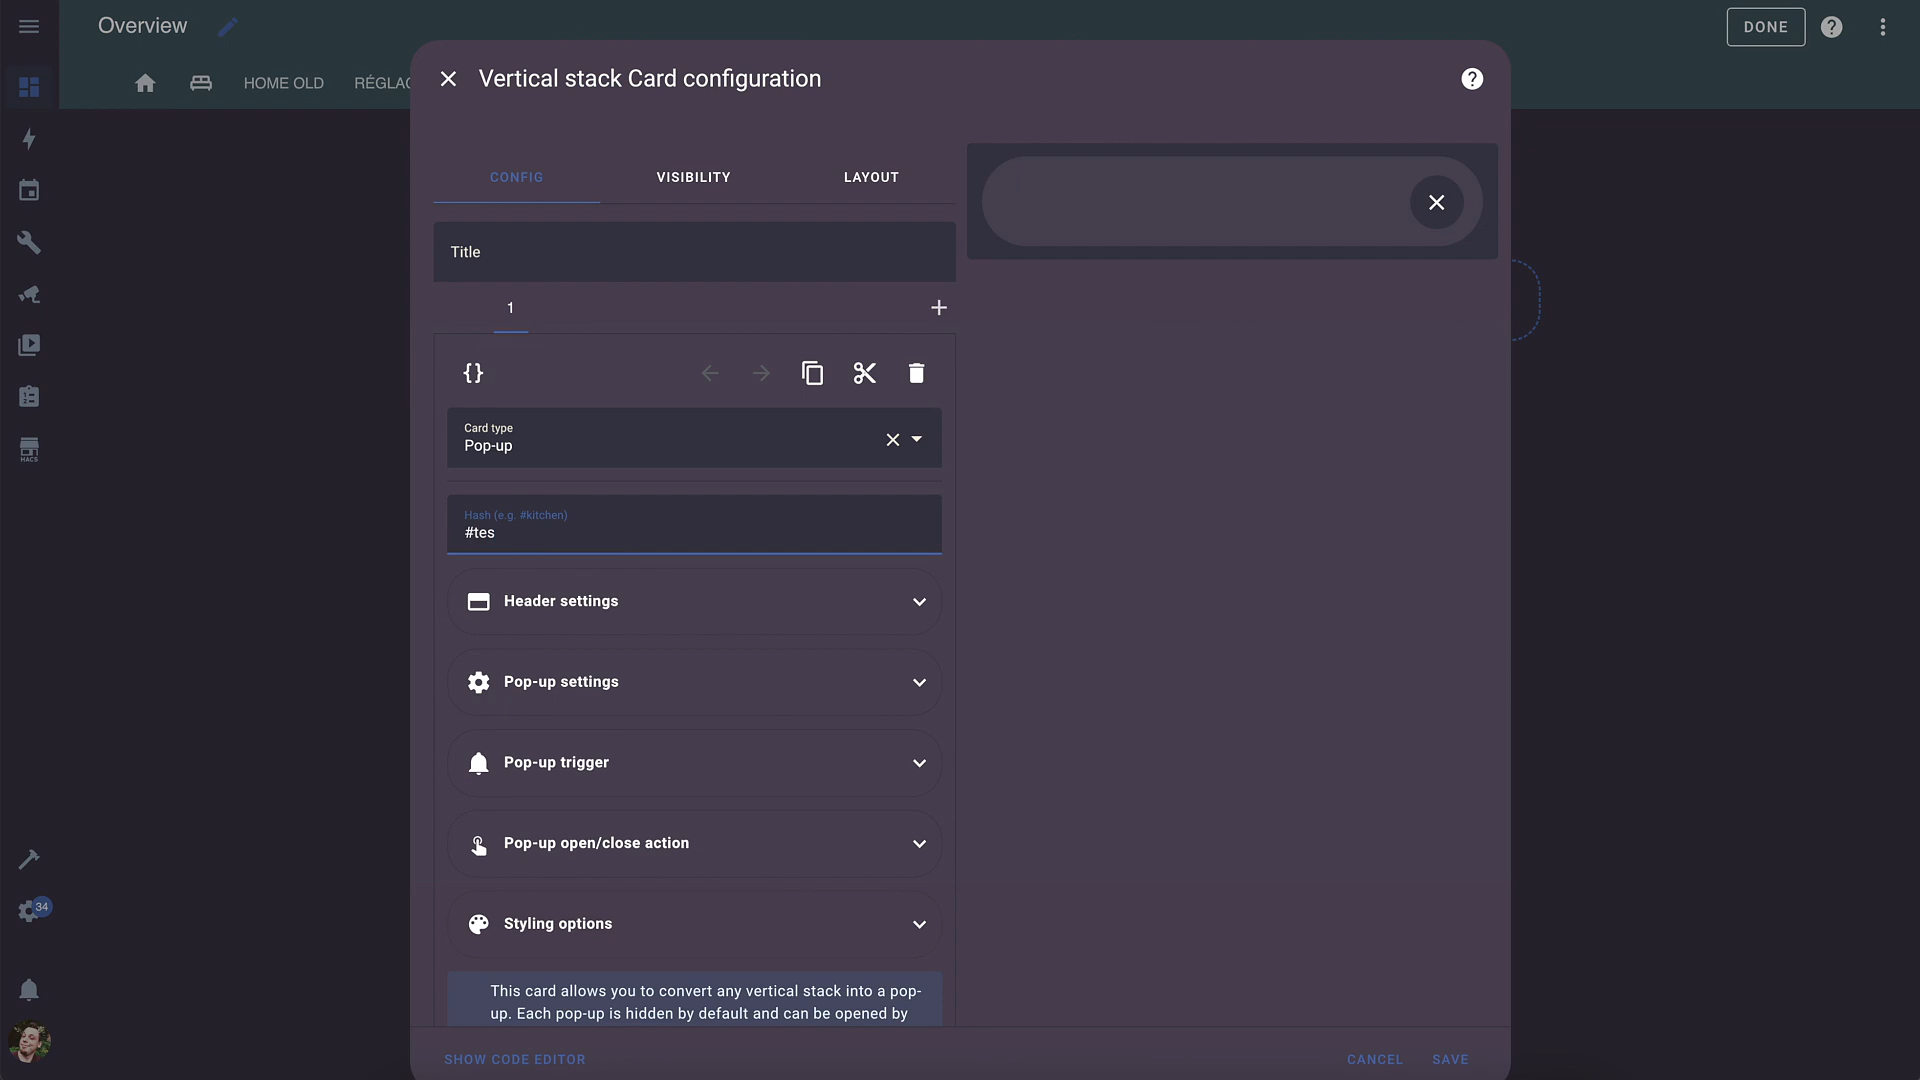 Overview
DONE
HOME OLD
RÉGLAC
Vertical stack Card configuration
CONFIG
VISIBILITY
LAYOUT
Title
1
{}
Card type
Pop-up
Hash (e.g. #kitchen)
#tes
Header settings
Pop-up settings
Pop-up trigger
Pop-up open/close action
Styling options
This card allows you to convert any vertical stack into a pop-
up. Each pop-up is hidden by default and can be opened by
SHOW CODE EDITOR
CANCEL
SAVE
HACS
34